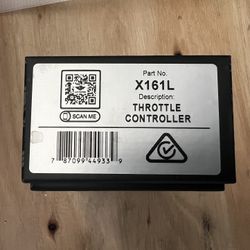 Part No.
X161L
Description:
THROTTLE
CONTROLLER
SCAN ME
7 87099 44933 9